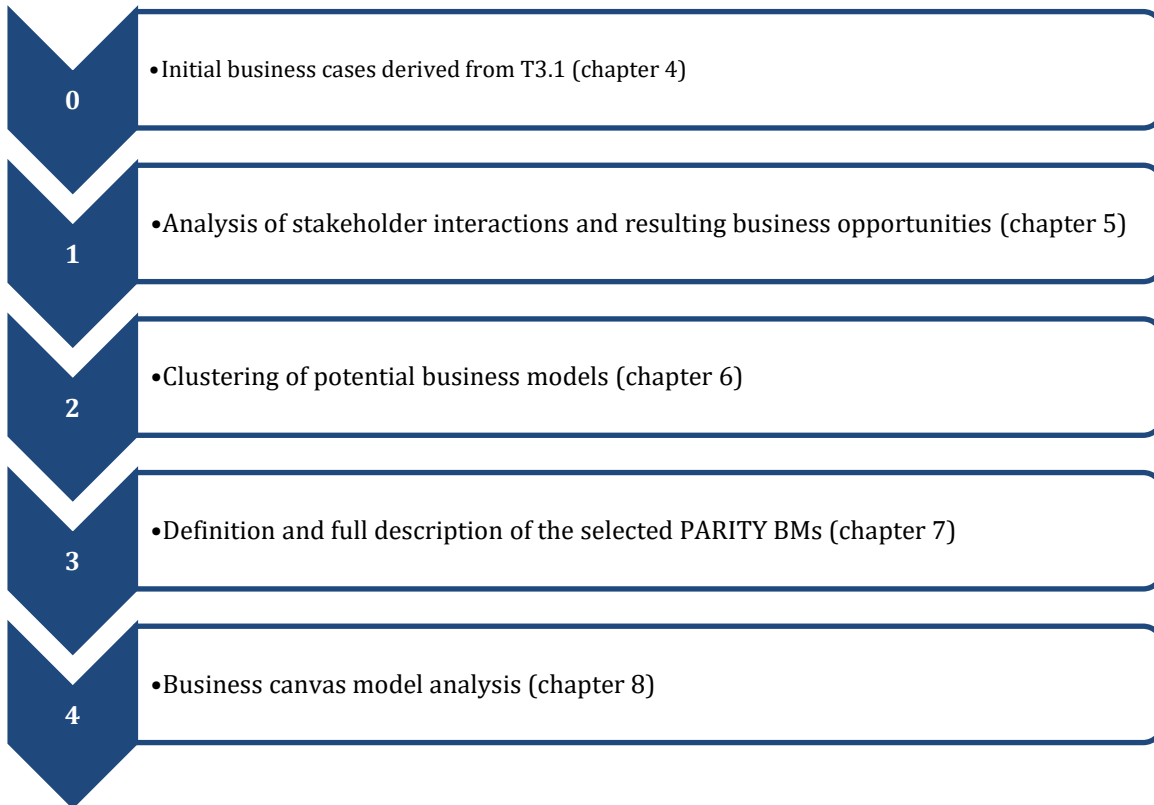 •Initial business cases derived from T3.1 (chapter 4)
0
•Analysis of stakeholder interactions and resulting business opportunities (chapter 5)
1
•Clustering of potential business models (chapter 6)
2
•Definition and full description of the selected PARITY BMs (chapter 7)
3
•Business canvas model analysis (chapter 8)
4